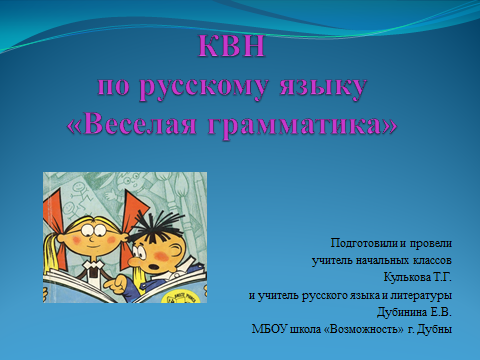 КВН
по русскому языку
«Веселая грамматика»
Подготовили и провели
учитель начальных классов
Кулькова Т.Г.
и учитель русского языка и литературы
Дубинина Е.В.
МБОУ школа «Возможность» г. Дубны